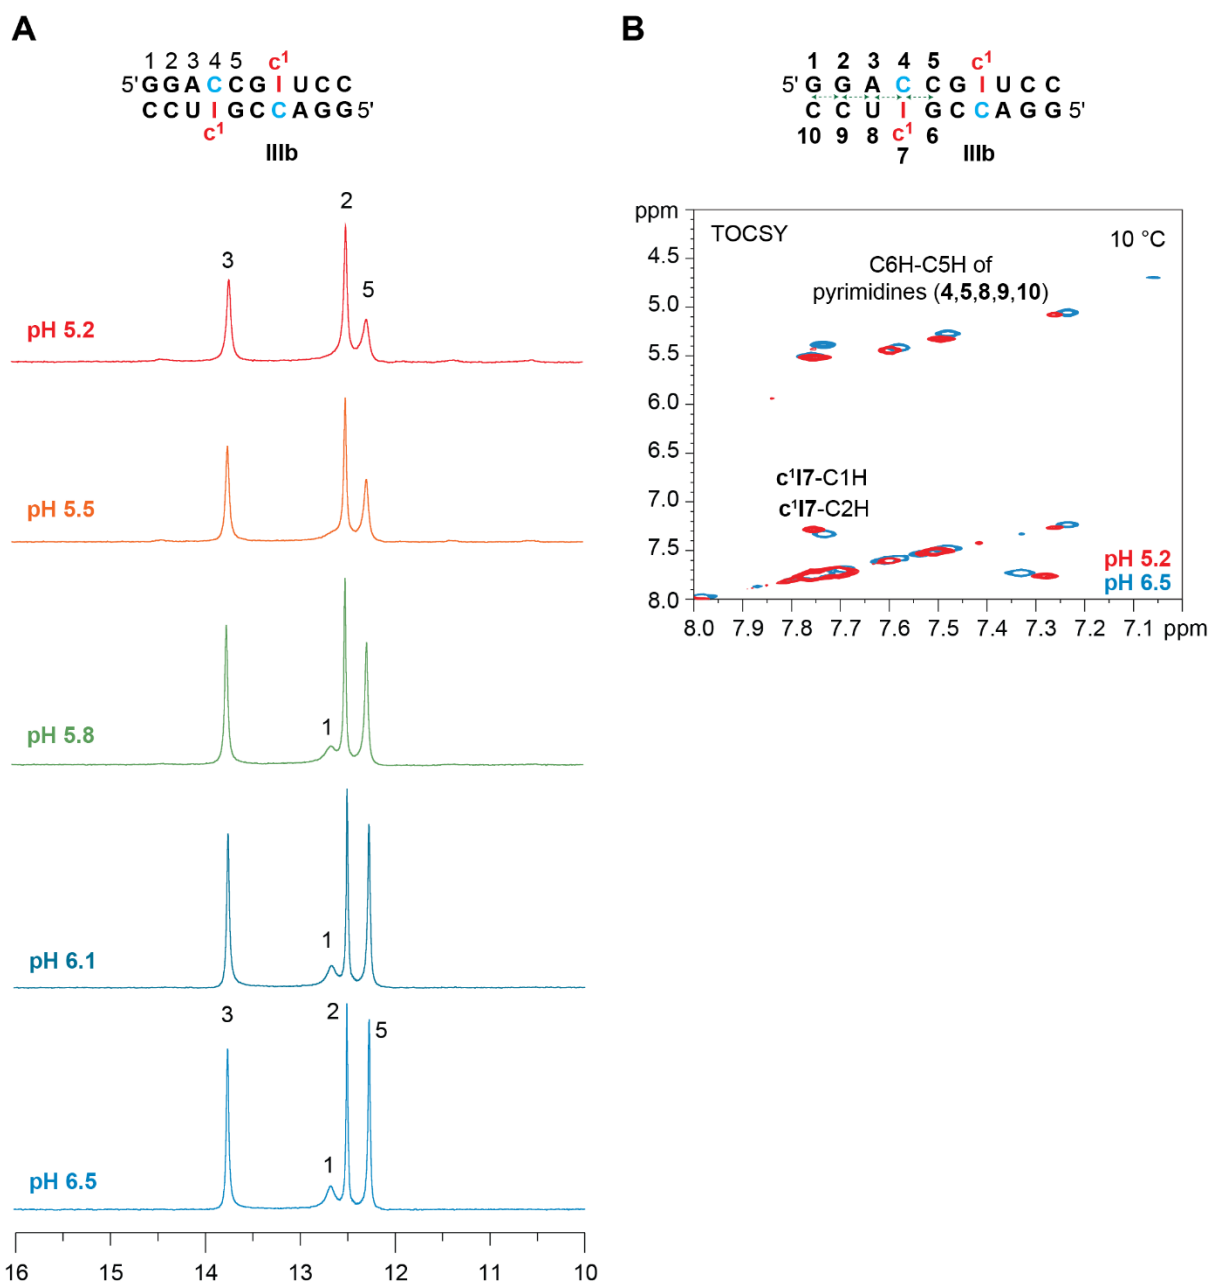 A
1 2 3 4 5 c¹
5'GGACCGIUCC
CCUIGCCAGG5'
c¹
IIIb
2
3
5
pH 5.2
pH 5.5
pH 5.8
1
pH 6.1
1
3
2
5
pH 6.5
1
16 15 14 13 12 11 10
B
1 2 3 4 5 c¹
5'GGACCGIUCC
CCUIGCCAGG5'
10 9 8 c¹ 6
7
IIIb
ppm
TOCSY
10 °C
C6H-C5H of
pyrimidines (4,5,8,9,10)
4.5
5.0
5.5
6.0
6.5
7.0
7.5
8.0
c¹I7-C1H
c¹I7-C2H
pH 5.2
pH 6.5
8.0 7.9 7.8 7.7 7.6 7.5 7.4 7.3 7.2 7.1 ppm